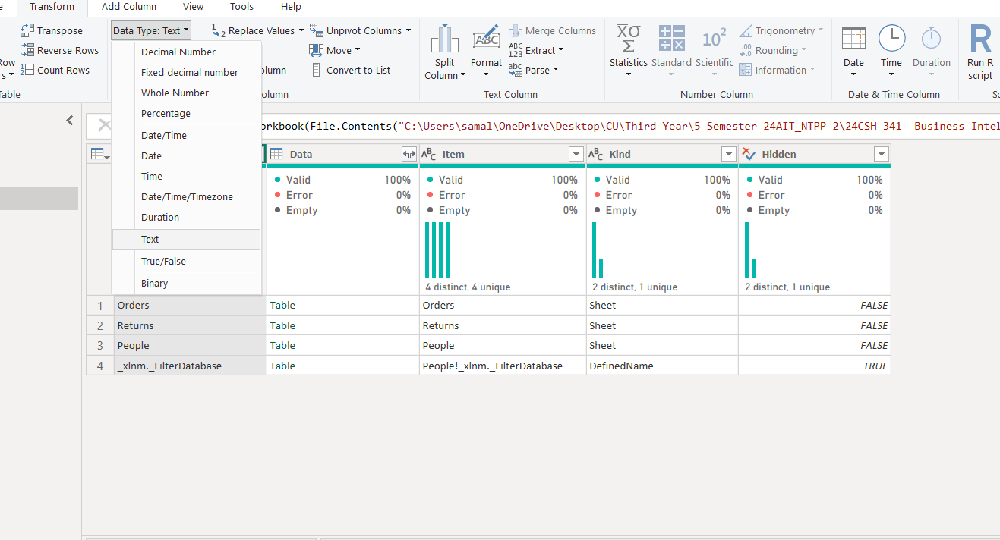 Transform Add Column View Tools Help
Transpose
Reverse Rows
Count Rows
Data Type: Text
Replace Values
Unpivot Columns
Move
Convert to List
Split Column
Format
Merge Columns
Extract
Parse
Text Column
Statistics
Standard
Scientific
Trigonometry
Rounding
Information
Number Column
Date
Time
Duration
Date & Time Column
Run R script
Decimal Number
Fixed decimal number
Whole Number
Percentage
Date/Time
Date
Time
Date/Time/Timezone
Duration
Text
True/False
Binary
orkbook(File.Contents("C:\Users\samal\OneDrive\Desktop\CU\Third Year\5 Semester 24AIT_NTPP-2\24CSH-341 Business Intel
Data Item Kind Hidden
Valid 100% Valid 100% Valid 100% Valid 100%
Error 0% Error 0% Error 0% Error 0%
Empty 0% Empty 0% Empty 0% Empty 0%
4 distinct, 4 unique 2 distinct, 1 unique 2 distinct, 1 unique
1 Orders Table Orders Sheet FALSE
2 Returns Table Returns Sheet FALSE
3 People Table People Sheet FALSE
4 _xlnm._FilterDatabase Table People!_xlnm._FilterDatabase DefinedName TRUE